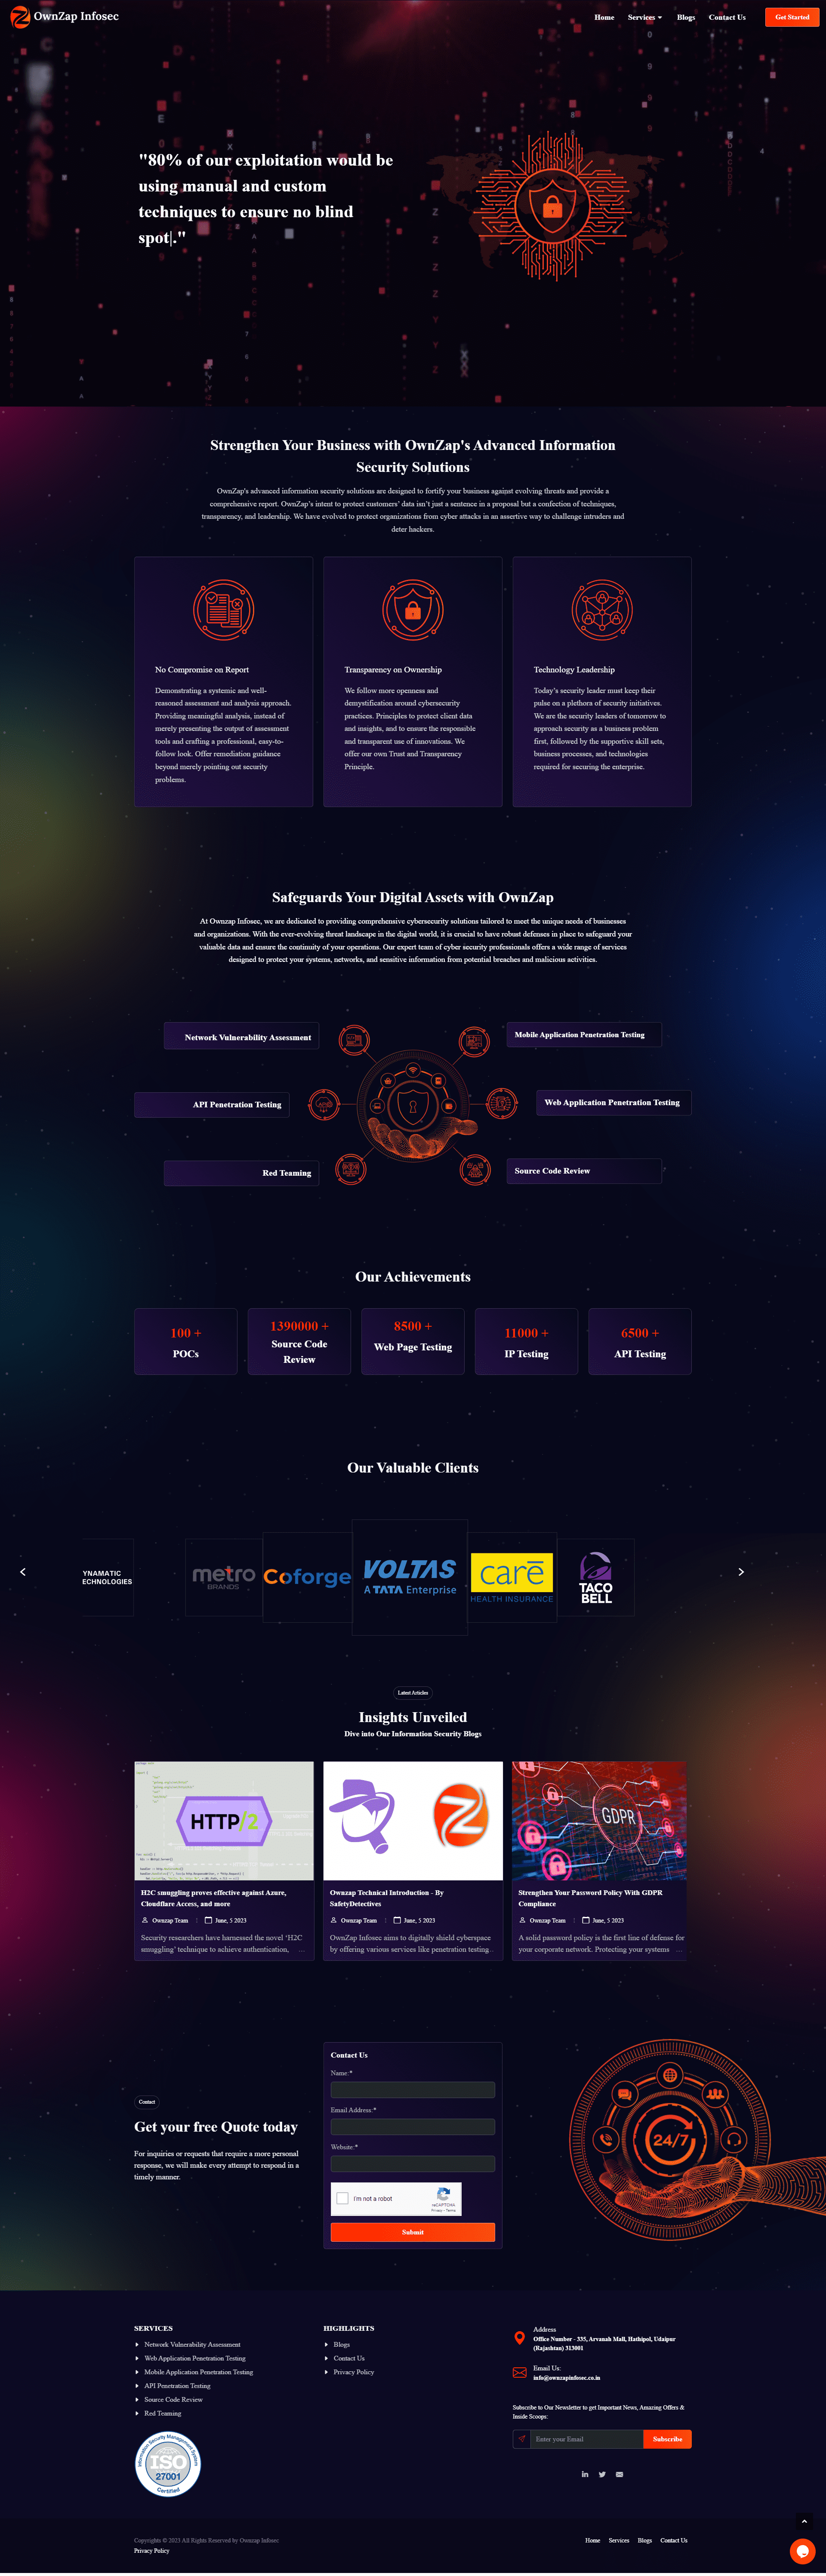 OwnZap Infosec
Home
Services
Blogs
Contact Us
Get Started
"80% of our exploitation would be
using manual and custom
techniques to ensure no blind
spot|."
Strengthen Your Business with OwnZap's Advanced Information
Security Solutions
OwnZap's advanced information security solutions are designed to fortify your business against evolving threats and provide a
comprehensive report. OwnZap's intent to protect customers' data isn't just a sentence in a proposal but a confection of techniques,
transparency, and leadership. We have evolved to protect organizations from cyber attacks in an assertive way to challenge intruders and
deter hackers.
No Compromise on Report
Demonstrating a systemic and well-
reasoned assessment and analysis approach.
Providing meaningful analysis, instead of
merely presenting the output of assessment
tools and crafting a professional, easy-to-
follow look. Offer remediation guidance
beyond merely pointing out security
problems.
Transparency on Ownership
We follow more openness and
demystification around cybersecurity
practices. Principles to protect client data
and insights, and to ensure the responsible
and transparent use of innovations. We
offer our own Trust and Transparency
Principle.
Technology Leadership
Today's security leader must keep their
pulse on a plethora of security initiatives.
We are the security leaders of tomorrow to
approach security as a business problem
first, followed by the supportive skill sets,
business processes, and technologies
required for securing the enterprise.
Safeguards Your Digital Assets with OwnZap
At Ownzap Infosec, we are dedicated to providing comprehensive cybersecurity solutions tailored to meet the unique needs of businesses
and organizations. With the ever-evolving threat landscape in the digital world, it is crucial to have robust defenses in place to safeguard your
valuable data and ensure the continuity of your operations. Our expert team of cyber security professionals offers a wide range of services
designed to protect your systems, networks, and sensitive information from potential breaches and malicious activities.
Network Vulnerability Assessment
Mobile Application Penetration Testing
API Penetration Testing
Web Application Penetration Testing
Red Teaming
Source Code Review
Our Achievements
100 +
POCs
1390000 +
Source Code
Review
8500 +
Web Page Testing
11000 +
IP Testing
6500 +
API Testing
Our Valuable Clients
YNAMATIC
ECHNOLOGIES
metro
BRANDS
Coforge
VOLTAS
A TATA Enterprise
care
HEALTH INSURANCE
TACO
BELL
Latest Articles
Insights Unveiled
Dive into Our Information Security Blogs
HTTP/2
GDPR
H2C smuggling proves effective against Azure,
Cloudflare Access, and more
Ownzap Team
June, 5 2023
Security researchers have harnessed the novel 'H2C
smuggling' technique to achieve authentication, ...
Ownzap Technical Introduction - By
SafetyDetectives
Ownzap Team
June, 5 2023
OwnZap Infosec aims to digitally shield cyberspace
by offering various services like penetration testing...
Strengthen Your Password Policy With GDPR
Compliance
Ownzap Team
June, 5 2023
A solid password policy is the first line of defense for
your corporate network. Protecting your systems ...
Contact
Get your free Quote today
For inquiries or requests that require a more personal
response, we will make every attempt to respond in a
timely manner.
Contact Us
Name:*
Email Address:*
Website:*
I'm not a robot
reCAPTCHA
Privacy - Terms
Submit
24/7
SERVICES
Network Vulnerability Assessment
Web Application Penetration Testing
Mobile Application Penetration Testing
API Penetration Testing
Source Code Review
Red Teaming
Information Security Management System
ISO
27001
Certified
HIGHLIGHTS
Blogs
Contact Us
Privacy Policy
Address
Office Number - 335, Arvanah Mall, Hathipol, Udaipur
(Rajasthan) 313001
Email Us:
info@ownzapinfosec.co.in
Subscribe to Our Newsletter to get Important News, Amazing Offers &
Inside Scoops:
Enter your Email
Subscribe
Copyrights © 2023 All Rights Reserved by Ownzap Infosec
Privacy Policy
Home
Services
Blogs
Contact Us